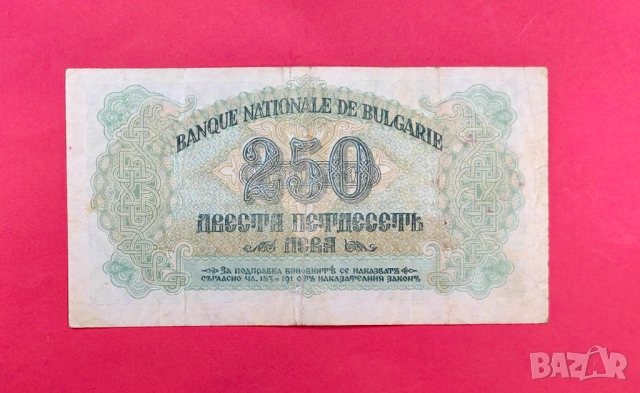 BANQUE NATIONALE DE BULGARIE
250
ДВЕСТА ПЕТДЕСЕТЬ
ЛЕВА
ЗА ПОДПРАВКА ВИНОВНИТѢ СЕ НАКАЗВАТЪ
СЪГЛАСНО ЧЛ. 183 И 191 ОТЪ НАКАЗАТЕЛНИЯ ЗАКОНЪ
BAZAR
.bg